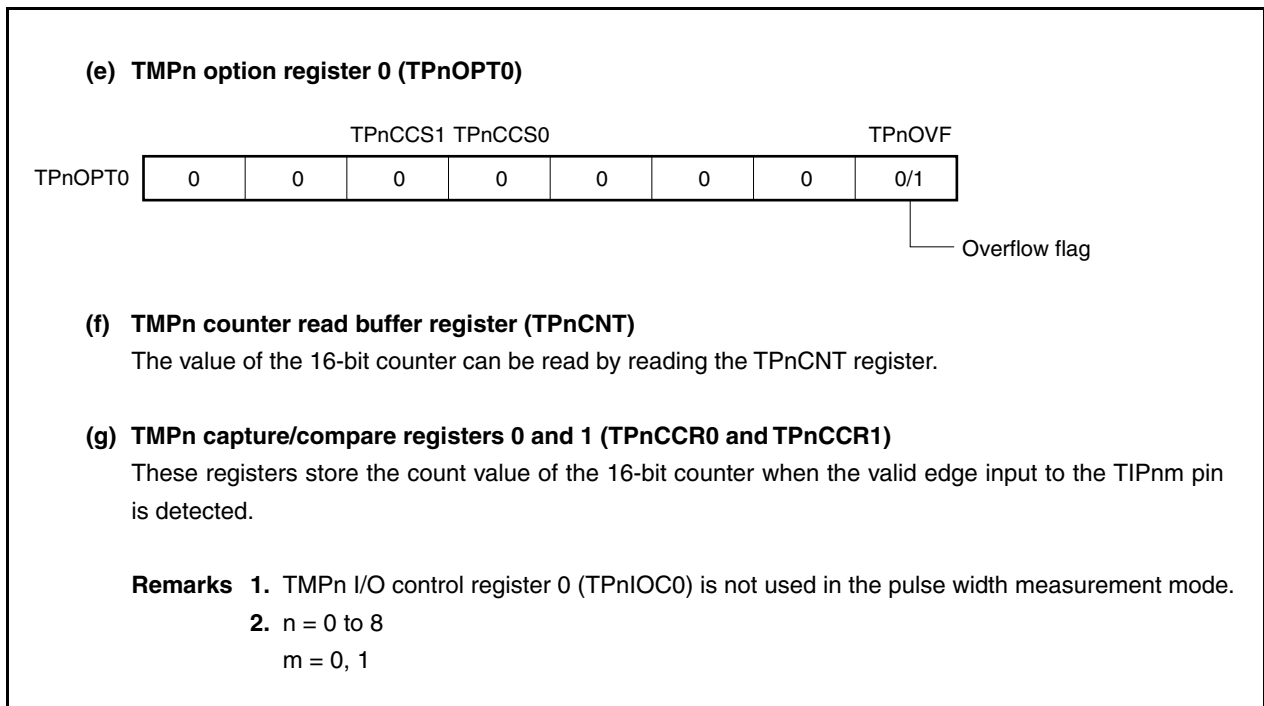 (e) TMPn option register 0 (TPnOPT0)
TPnCCS1 TPnCCS0 TPnOVF
TPnOPT0 0 0 0 0 0 0 0 0/1
Overflow flag
(f) TMPn counter read buffer register (TPnCNT)
The value of the 16-bit counter can be read by reading the TPnCNT register.
(g) TMPn capture/compare registers 0 and 1 (TPnCCR0 and TPnCCR1)
These registers store the count value of the 16-bit counter when the valid edge input to the TIPnm pin
is detected.
Remarks 1. TMPn I/O control register 0 (TPnIOC0) is not used in the pulse width measurement mode.
2. n = 0 to 8
m = 0, 1